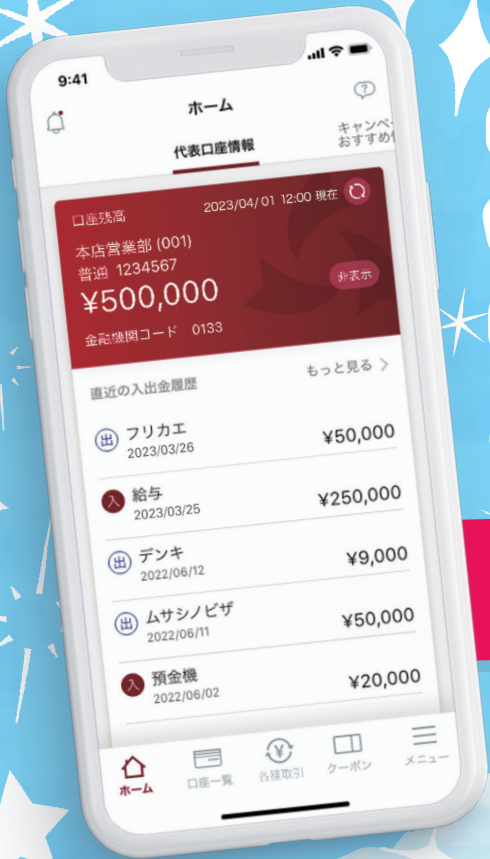 9:41
ホーム
代表口座情報
キャンペー
おすすめ
口座残高
2023/04/01 12:00 現在
本店営業部 (001)
普通 1234567
¥500,000
非表示
金融機関コード 0133
直近の入出金履歴
もっと見る >
出 フリカエ
¥50,000
2023/03/26
入 給与
¥250,000
2023/03/25
出 デンキ
¥9,000
2022/06/12
出 ムサシノビザ
¥50,000
2022/06/11
入 預金機
¥20,000
2022/06/02
ホーム
口座一覧
各種取引
クーポン
メニュー